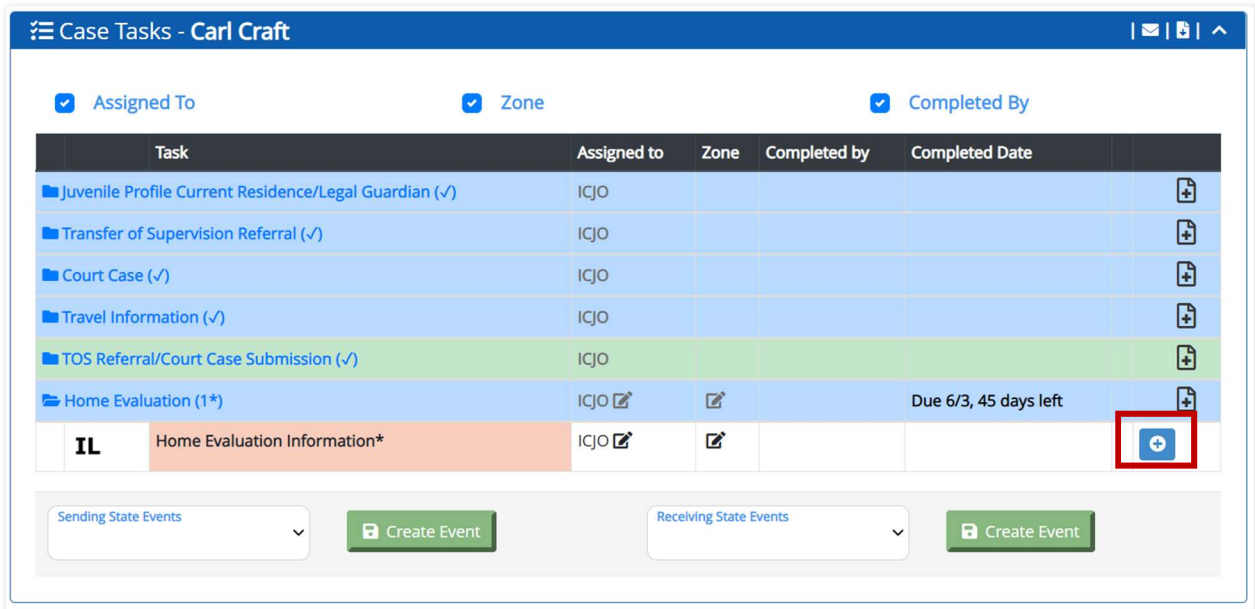 Case Tasks - Carl Craft
Assigned To Zone Completed By
Task Assigned to Zone Completed by Completed Date
Juvenile Profile Current Residence/Legal Guardian (✓) ICJO
Transfer of Supervision Referral (✓) ICJO
Court Case (✓) ICJO
Travel Information (✓) ICJO
TOS Referral/Court Case Submission (✓) ICJO
Home Evaluation (1*) ICJO Due 6/3, 45 days left
IL Home Evaluation Information* ICJO
Sending State Events Receiving State Events
Create Event Create Event